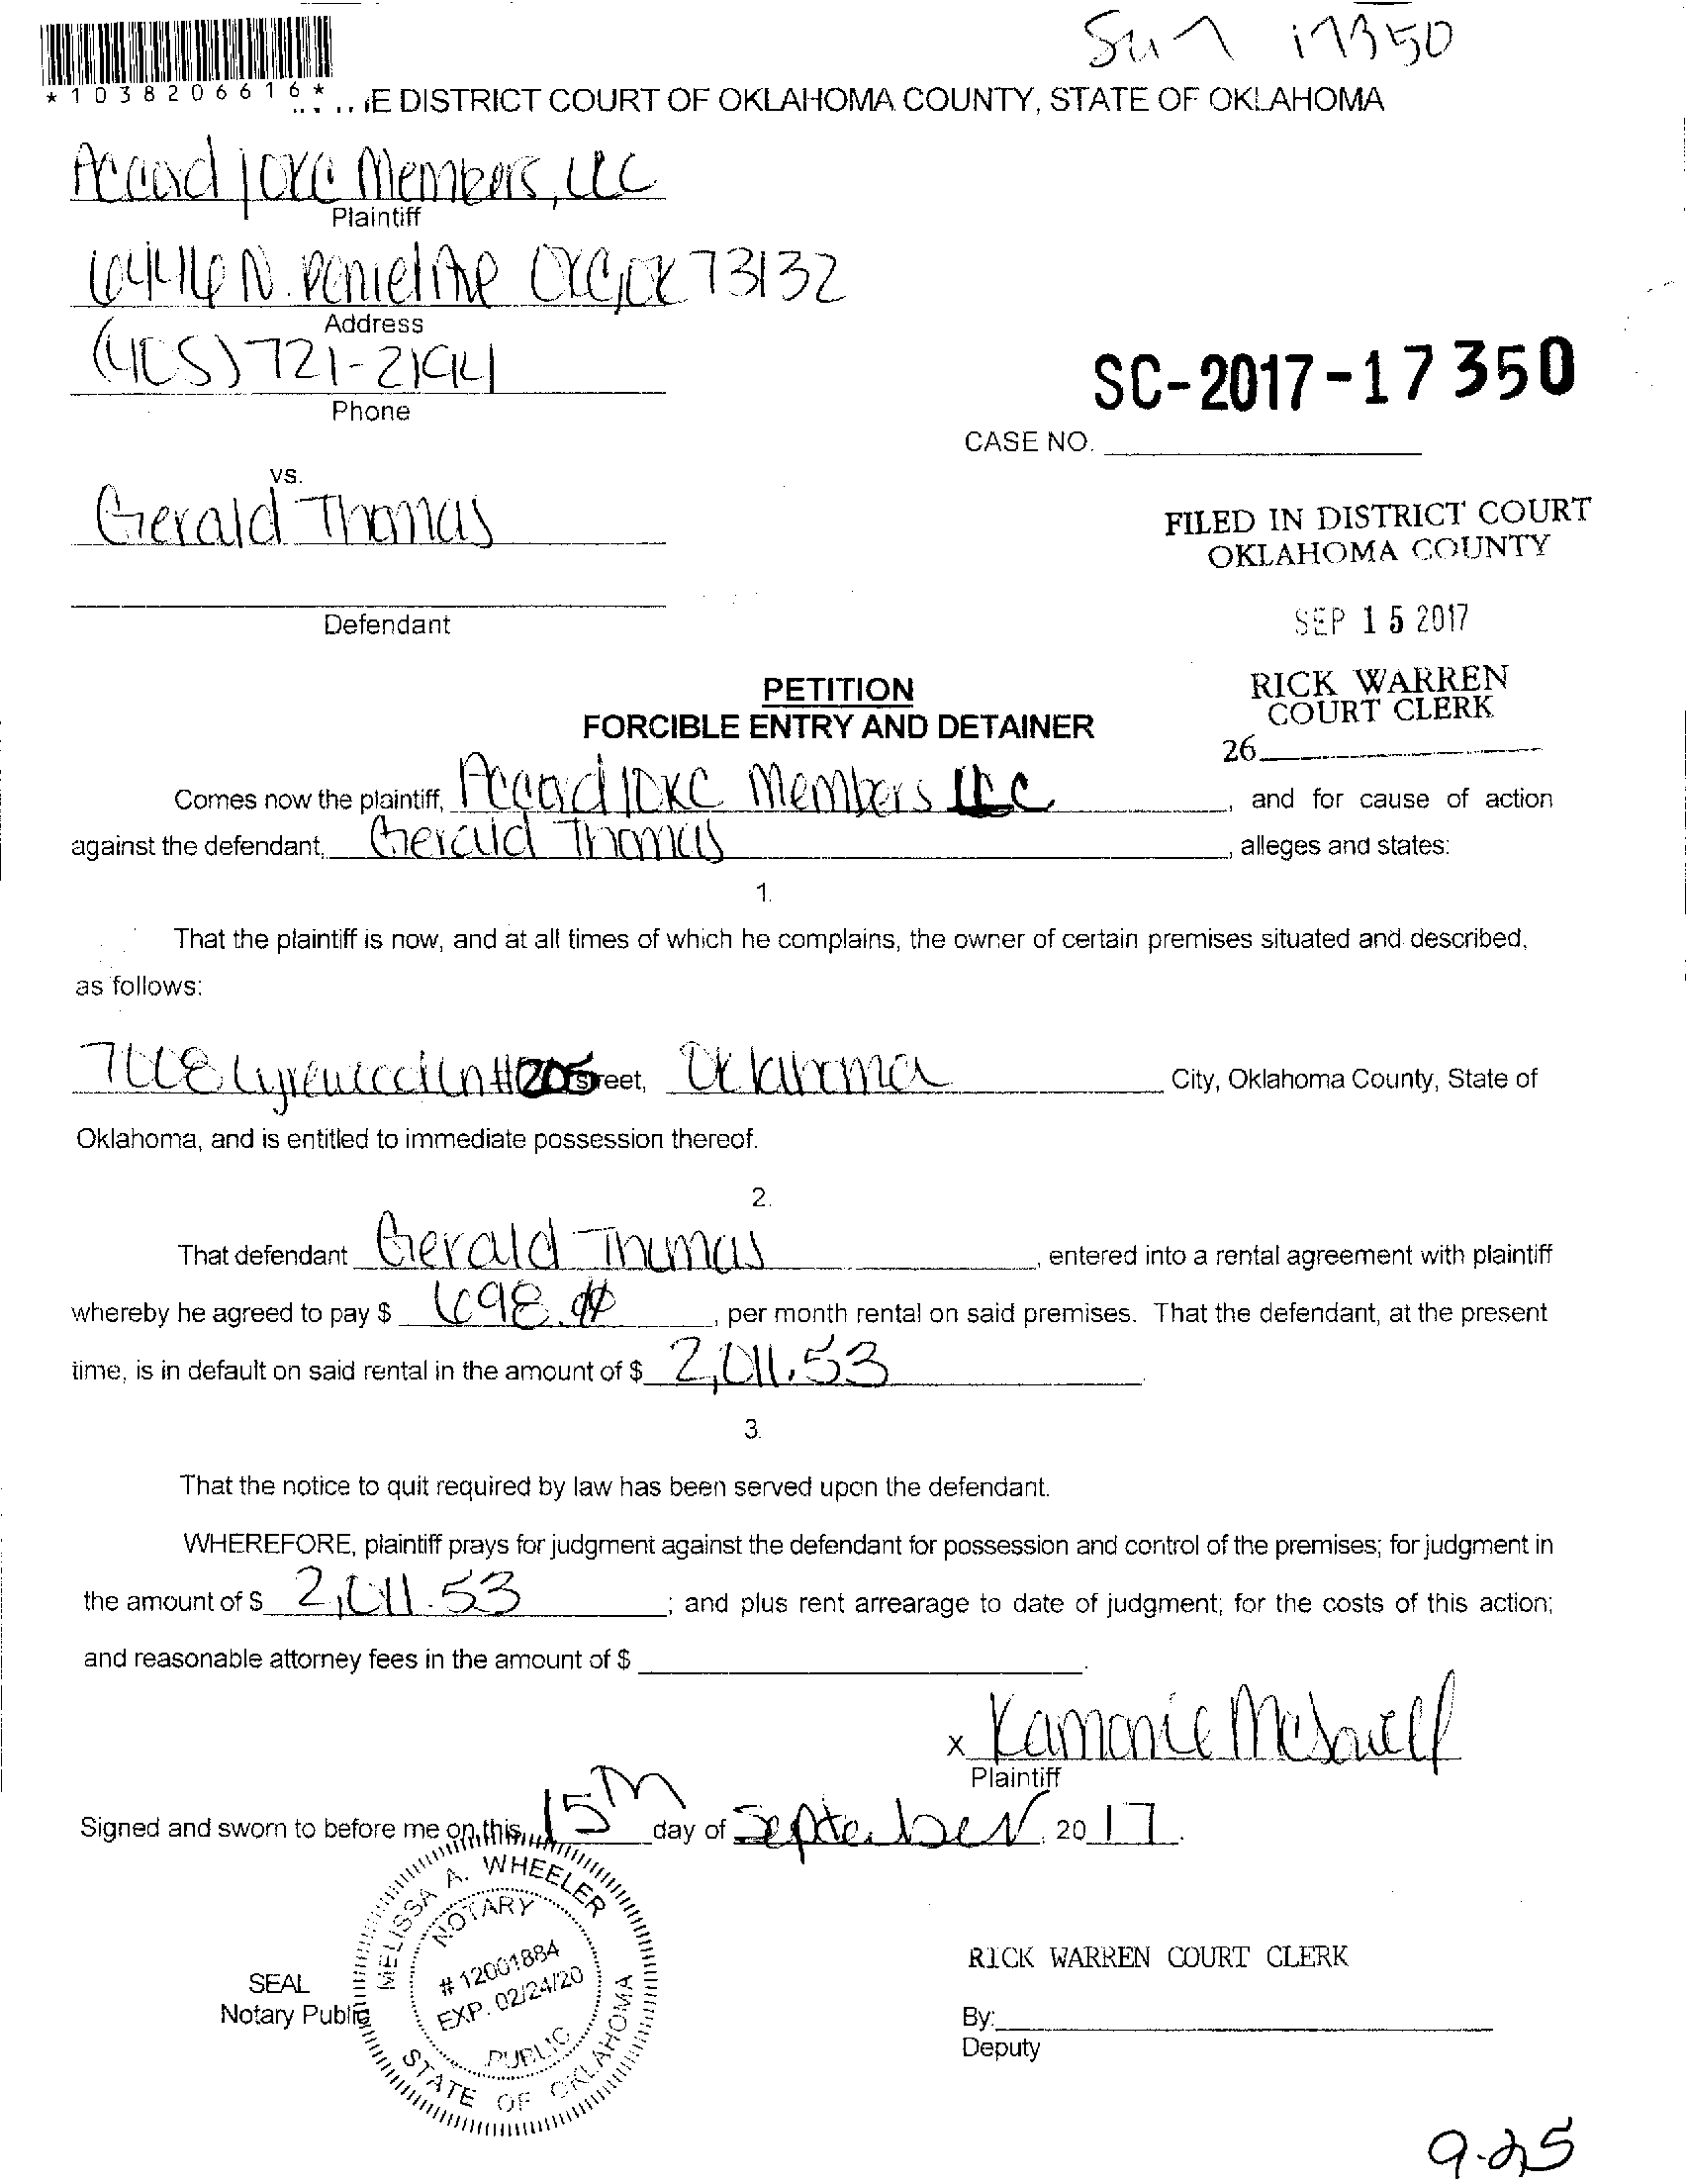 17350
*1038206616*
E DISTRICT COURT OF OKLAHOMA COUNTY, STATE OF OKLAHOMA
Members, LLC
Plaintiff
N. Peniel Ave OKC, OK 73132
Address
(405) 721-2194
Phone
SC-2017-17350
CASE NO.
vs.
Gerald Thomas
FILED IN DISTRICT COURT
OKLAHOMA COUNTY
Defendant
SEP 15 2017
PETITION
RICK WARREN
COURT CLERK
FORCIBLE ENTRY AND DETAINER
26
Comes now the plaintiff, Members LLC, and for cause of action
against the defendant, Gerald Thomas, alleges and states:
1.
That the plaintiff is now, and at all times of which he complains, the owner of certain premises situated and described,
as follows:
#205 Street, Oklahoma City, Oklahoma County, State of
Oklahoma, and is entitled to immediate possession thereof.
2.
That defendant Gerald Thomas, entered into a rental agreement with plaintiff
whereby he agreed to pay $ 698. , per month rental on said premises. That the defendant, at the present
time, is in default on said rental in the amount of $ 2,011.53.
3.
That the notice to quit required by law has been served upon the defendant.
WHEREFORE, plaintiff prays for judgment against the defendant for possession and control of the premises; for judgment in
the amount of $ 2,011.53; and plus rent arrearage to date of judgment; for the costs of this action;
and reasonable attorney fees in the amount of $ .
x Kamonie
Plaintiff
Signed and sworn to before me on this 15th day of September, 2017.
MELISSA A. WHEELER
NOTARY
# 12001884
EXP. 02/24/20
PUBLIC
STATE OF OKLAHOMA
SEAL
Notary Public
RICK WARREN COURT CLERK
By:
Deputy
9-25